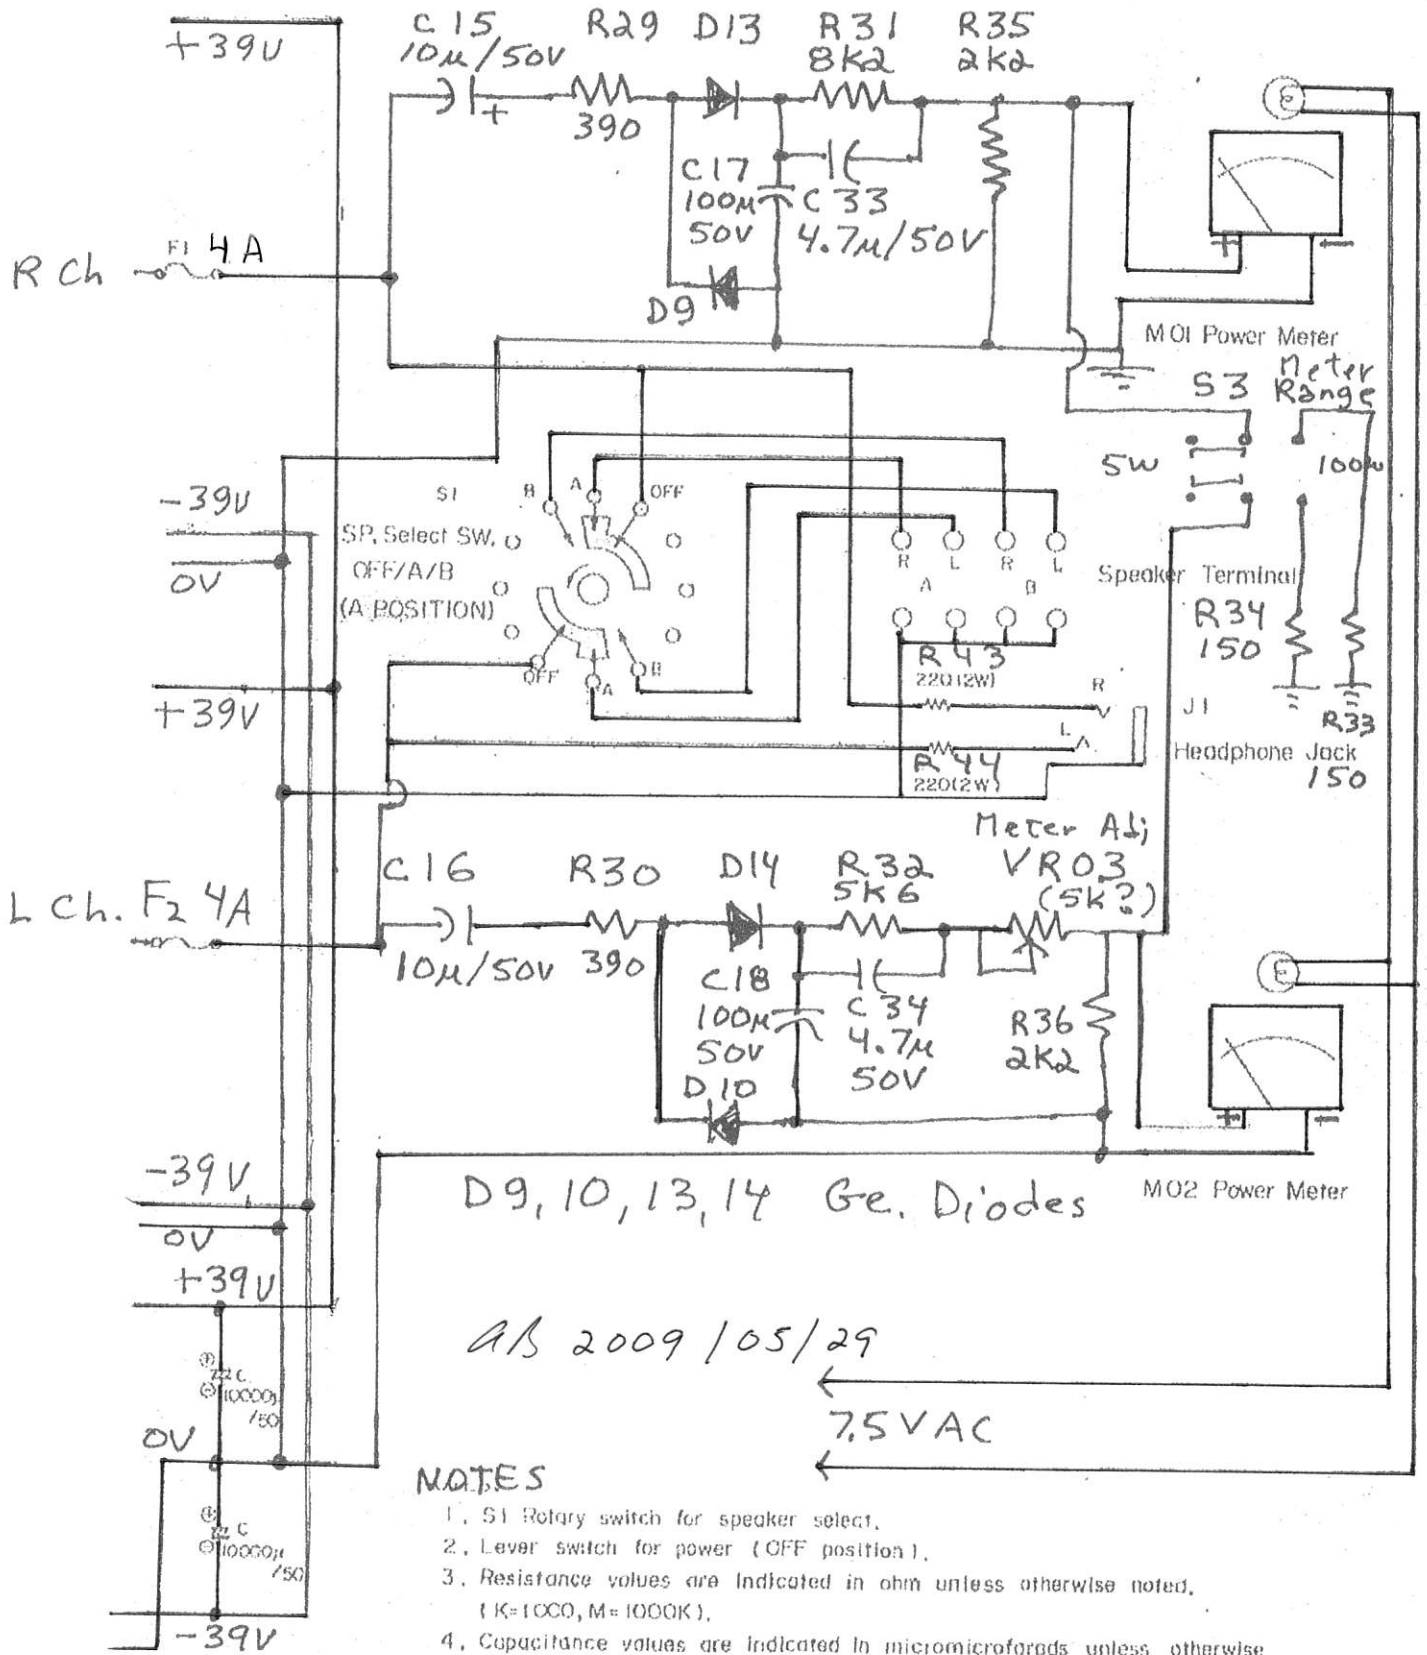 +39V
C15
10μ/50V
+
R29
390
D13
R31
8K2
R35
2K2
C17
100μ
50V
C33
4.7μ/50V
D9
R Ch
F1 4A
+ −
M01 Power Meter
S3 Meter
Range
5W
100W
-39V
0V
S1
SP. Select SW.
OFF/A/B
(A POSITION)
B A OFF
OFF A B
R L R L
A B
Speaker Terminal
R34
150
R33
150
+39V
R43
220(2W)
R
J1
L
Headphone Jack
R44
220(2W)
Meter Adj
VR03
(5K?)
L Ch. F2 4A
C16
10μ/50V
R30
390
D14
R32
5K6
C18
100μ
50V
C34
4.7μ
50V
R36
2K2
D10
+ −
M02 Power Meter
-39V
0V
+39V
D9, 10, 13, 14 Ge. Diodes
AB 2009/05/29
⊕
⊖
C
10000μ
/50
0V
7.5V AC
⊕
⊖
C
10000μ
/50
-39V
NOTES
1. S1 Rotary switch for speaker select.
2. Lever switch for power (OFF position).
3. Resistance values are indicated in ohm unless otherwise noted.
(K=1000, M=1000K).
4. Capacitance values are indicated in micromicrofarads unless otherwise